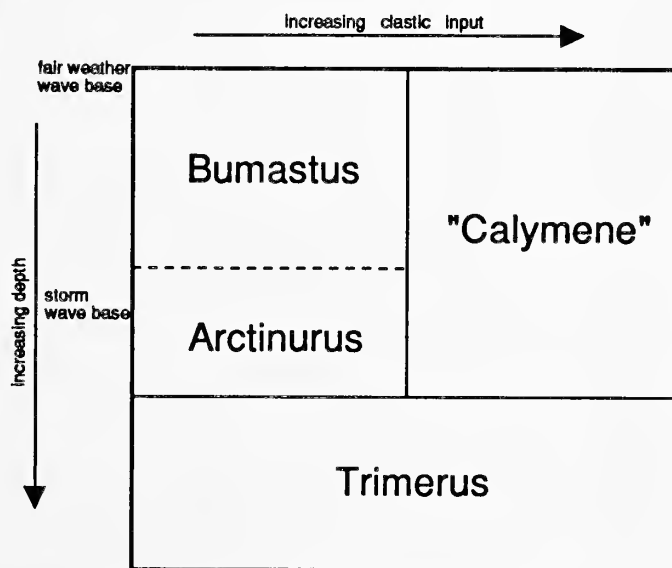 increasing clastic input
fair weather
wave base
Bumastus
"Calymene"
increasing depth
storm
wave base
Arctinurus
Trimerus